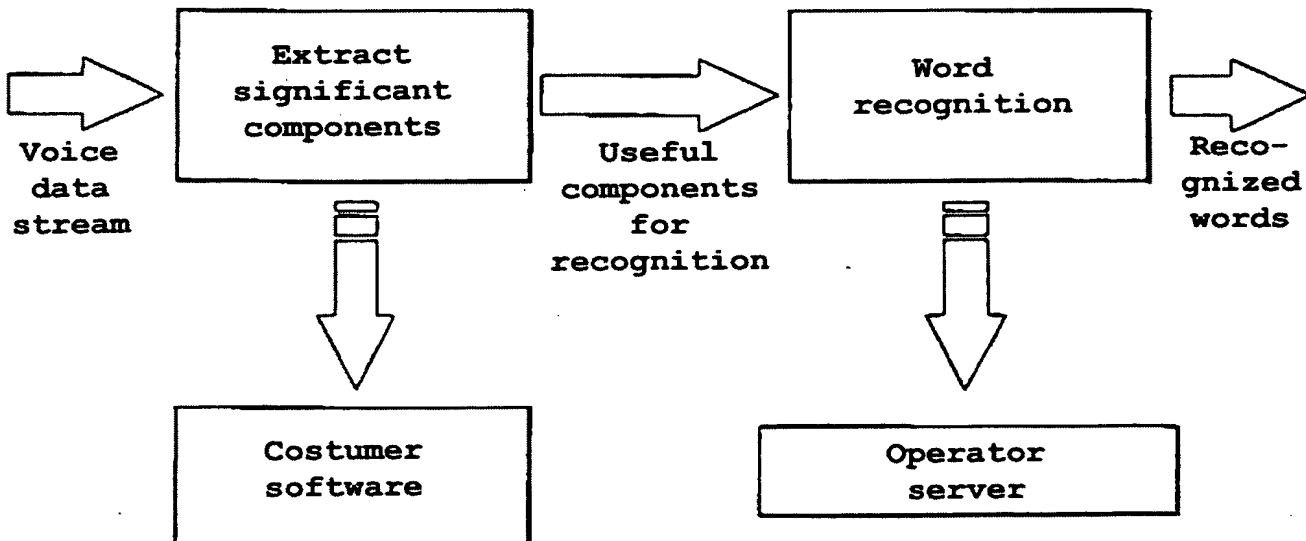 Extract
significant
components
Word
recognition
Voice
data
stream
Useful
components
for
recognition
Reco-
gnized
words
Costumer
software
Operator
server